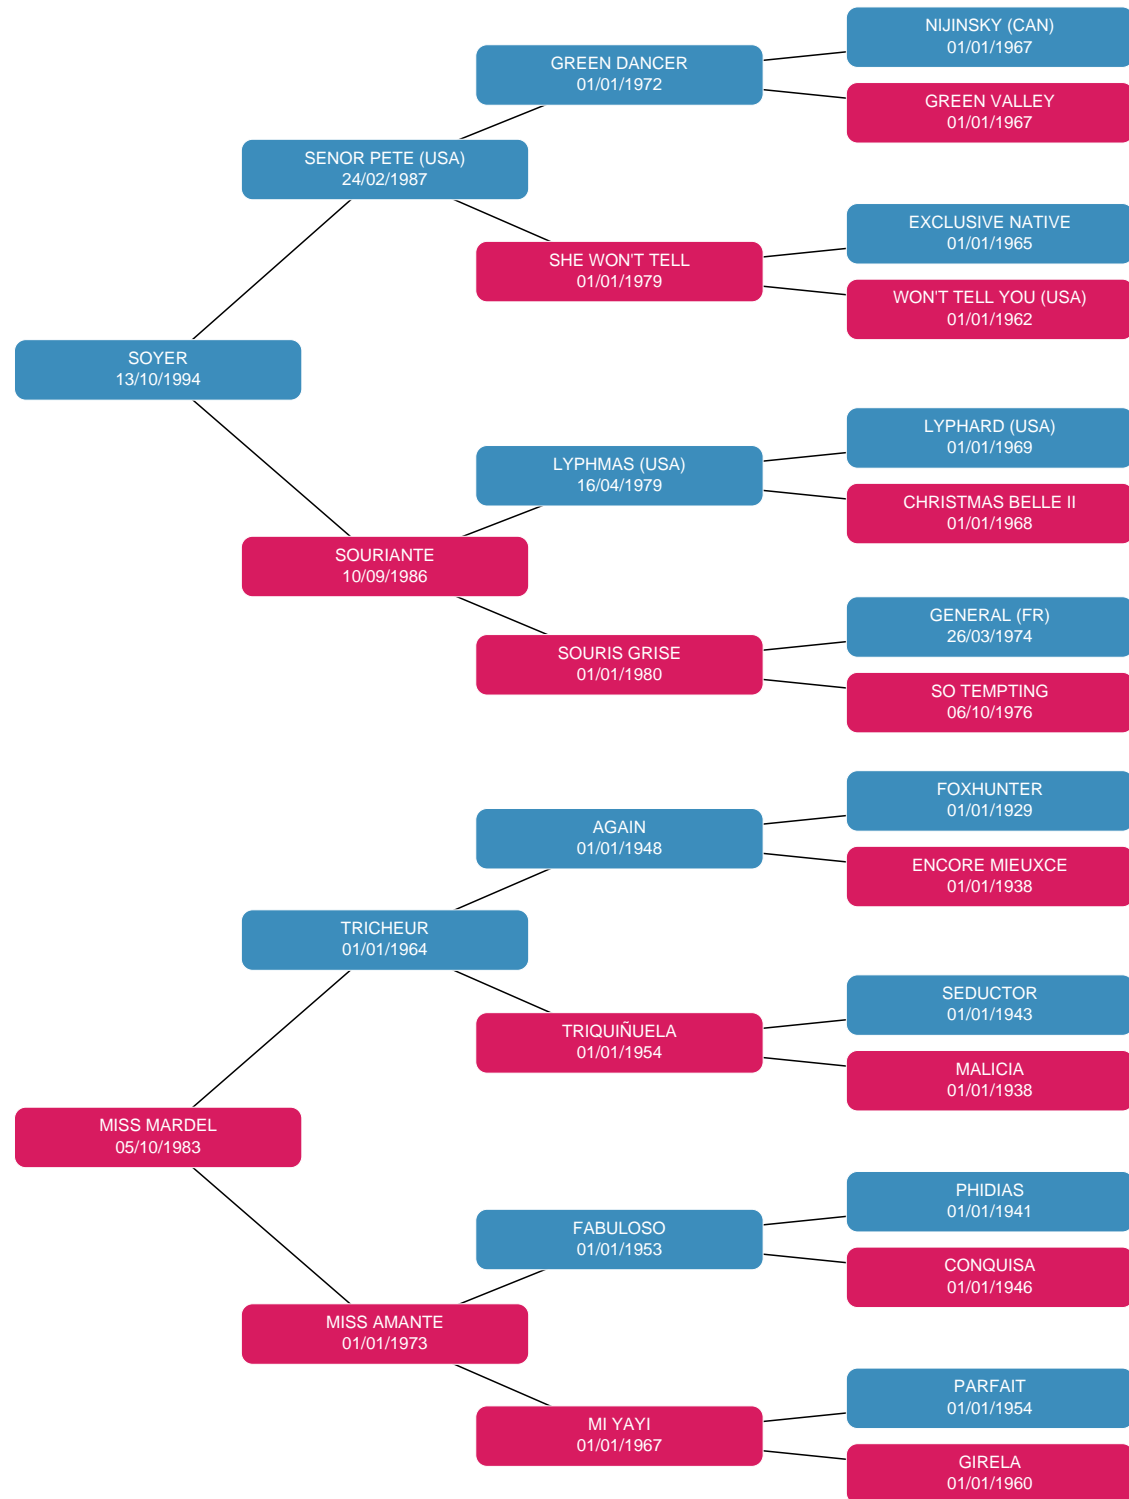 NIJINSKY (CAN)
01/01/1967
GREEN DANCER
01/01/1972
GREEN VALLEY
01/01/1967
SENOR PETE (USA)
24/02/1987
EXCLUSIVE NATIVE
01/01/1965
SHE WON'T TELL
01/01/1979
WON'T TELL YOU (USA)
01/01/1962
SOYER
13/10/1994
LYPHARD (USA)
01/01/1969
LYPHMAS (USA)
16/04/1979
CHRISTMAS BELLE II
01/01/1968
SOURIANTE
10/09/1986
GENERAL (FR)
26/03/1974
SOURIS GRISE
01/01/1980
SO TEMPTING
06/10/1976
FOXHUNTER
01/01/1929
AGAIN
01/01/1948
ENCORE MIEUXCE
01/01/1938
TRICHEUR
01/01/1964
SEDUCTOR
01/01/1943
TRIQUIÑUELA
01/01/1954
MALICIA
01/01/1938
MISS MARDEL
05/10/1983
PHIDIAS
01/01/1941
FABULOSO
01/01/1953
CONQUISA
01/01/1946
MISS AMANTE
01/01/1973
PARFAIT
01/01/1954
MI YAYI
01/01/1967
GIRELA
01/01/1960